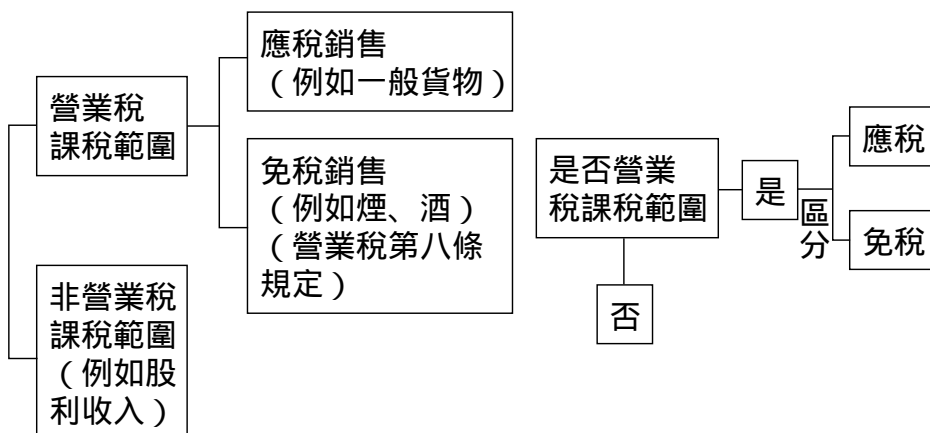 營業稅
課稅範圍
應稅銷售
（例如一般貨物）
免稅銷售
（例如煙、酒）
（營業稅第八條
規定）
非營業稅
課稅範圍
（例如股
利收入）
是否營業
稅課稅範圍
是
否
區
分
應稅
免稅